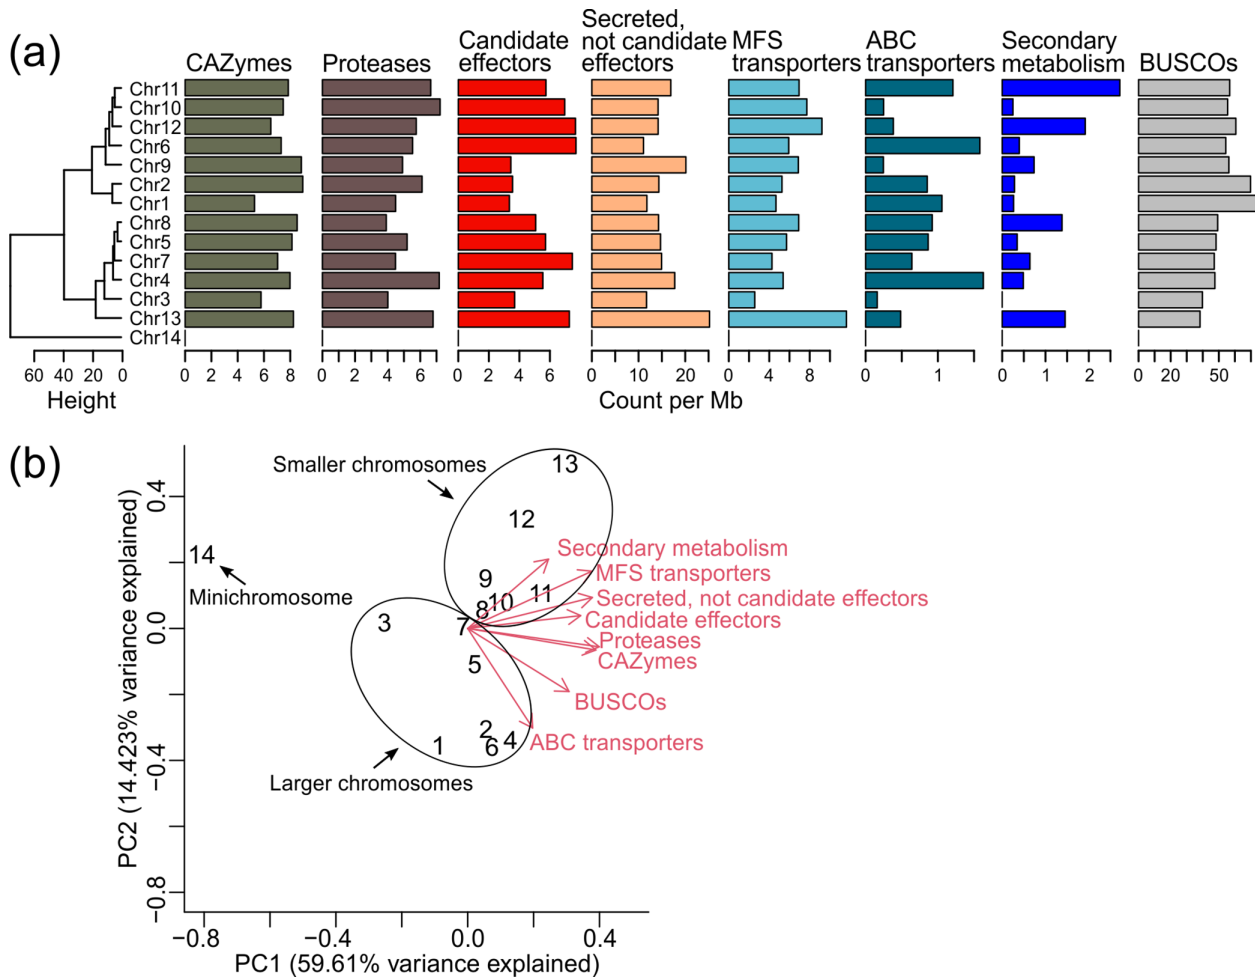 (a)
CAZymes
Proteases
Candidate
effectors
Secreted,
not candidate
effectors
MFS
transporters
ABC
transporters
Secondary
metabolism
BUSCOs
Chr11
Chr10
Chr12
Chr6
Chr9
Chr2
Chr1
Chr8
Chr5
Chr7
Chr4
Chr3
Chr13
Chr14
60 20 0
0 2 4 6 8
0 2 4 6
0 2 4 6
0 10 20
0 4 8
0 1
0 1 2
0 20 50
Height
Count per Mb
(b)
Smaller chromosomes
13
12
14
Minichromosome
Secondary metabolism
9
MFS transporters
11
10
8
Secreted, not candidate effectors
3
7
Candidate effectors
Proteases
5
CAZymes
BUSCOs
2
1
6
4
ABC transporters
Larger chromosomes
PC2 (14.423% variance explained)
0.4
0.0
−0.4
−0.8
−0.8 −0.4 0.0 0.4
PC1 (59.61% variance explained)